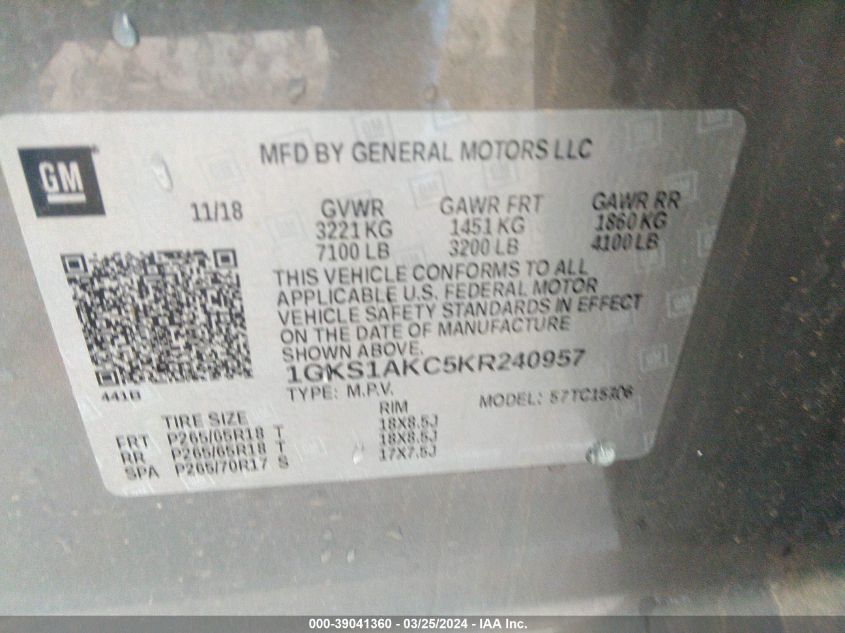 GM
MFD BY GENERAL MOTORS LLC
11/18
GVWR GAWR FRT GAWR RR
3221 KG 1451 KG 1860 KG
7100 LB 3200 LB 4100 LB
THIS VEHICLE CONFORMS TO ALL
APPLICABLE U.S. FEDERAL MOTOR
VEHICLE SAFETY STANDARDS IN EFFECT
ON THE DATE OF MANUFACTURE
SHOWN ABOVE.
1GKS1AKC5KR240957
441B
TYPE: M.P.V. MODEL: 57TC15706
TIRE SIZE RIM
FRT P265/65R18 T 18X8.5J
RR P265/65R18 T 18X8.5J
SPA P265/70R17 S 17X7.5J
000-39041360 — 03/25/2024 — IAA Inc.